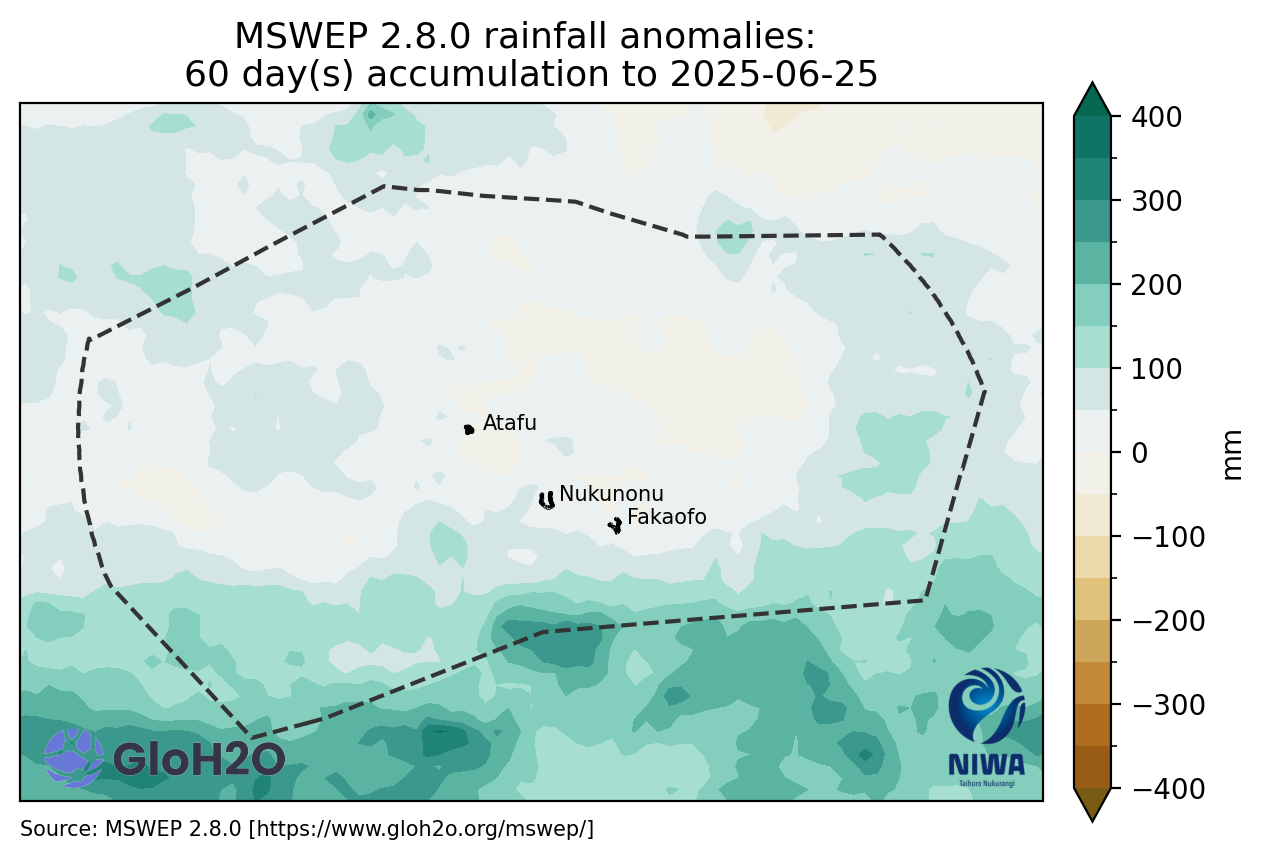 MSWEP 2.8.0 rainfall anomalies:
60 day(s) accumulation to 2025-06-25
400
300
200
100
0
−100
−200
−300
−400
mm
Atafu
Nukunonu
Fakaofo
GloH2O
NIWA
Taihoro Nukurangi
Source: MSWEP 2.8.0 [https://www.gloh2o.org/mswep/]